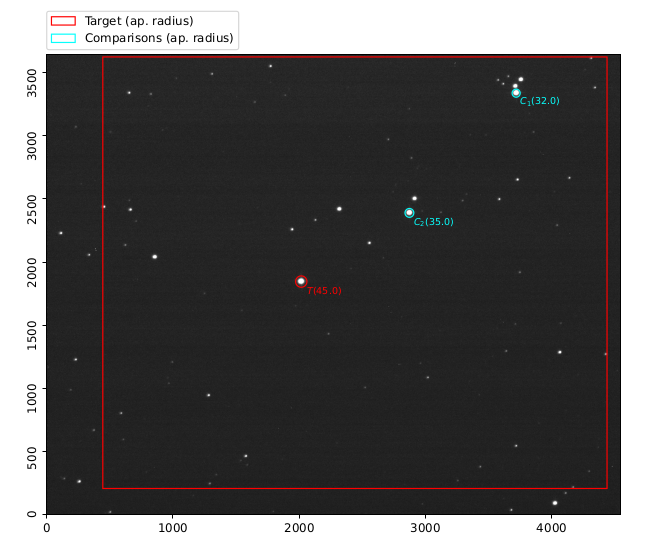 Target (ap. radius)
Comparisons (ap. radius)
3500
3000
2500
2000
1500
1000
500
0
C₁(32.0)
C₂(35.0)
T(45.0)
0 1000 2000 3000 4000